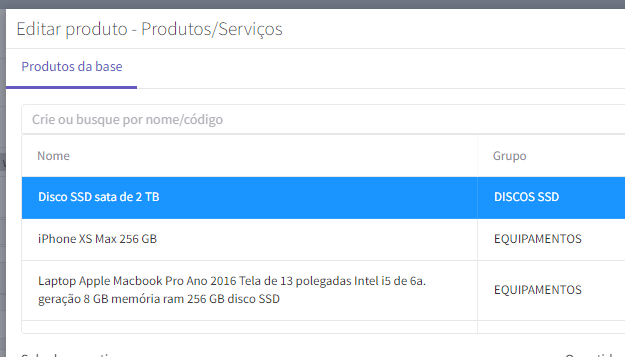 Editar produto - Produtos/Serviços
Produtos da base
Crie ou busque por nome/código
Nome Grupo
Disco SSD sata de 2 TB DISCOS SSD
iPhone XS Max 256 GB EQUIPAMENTOS
Laptop Apple Macbook Pro Ano 2016 Tela de 13 polegadas Intel i5 de 6a.
geração 8 GB memória ram 256 GB disco SSD
EQUIPAMENTOS